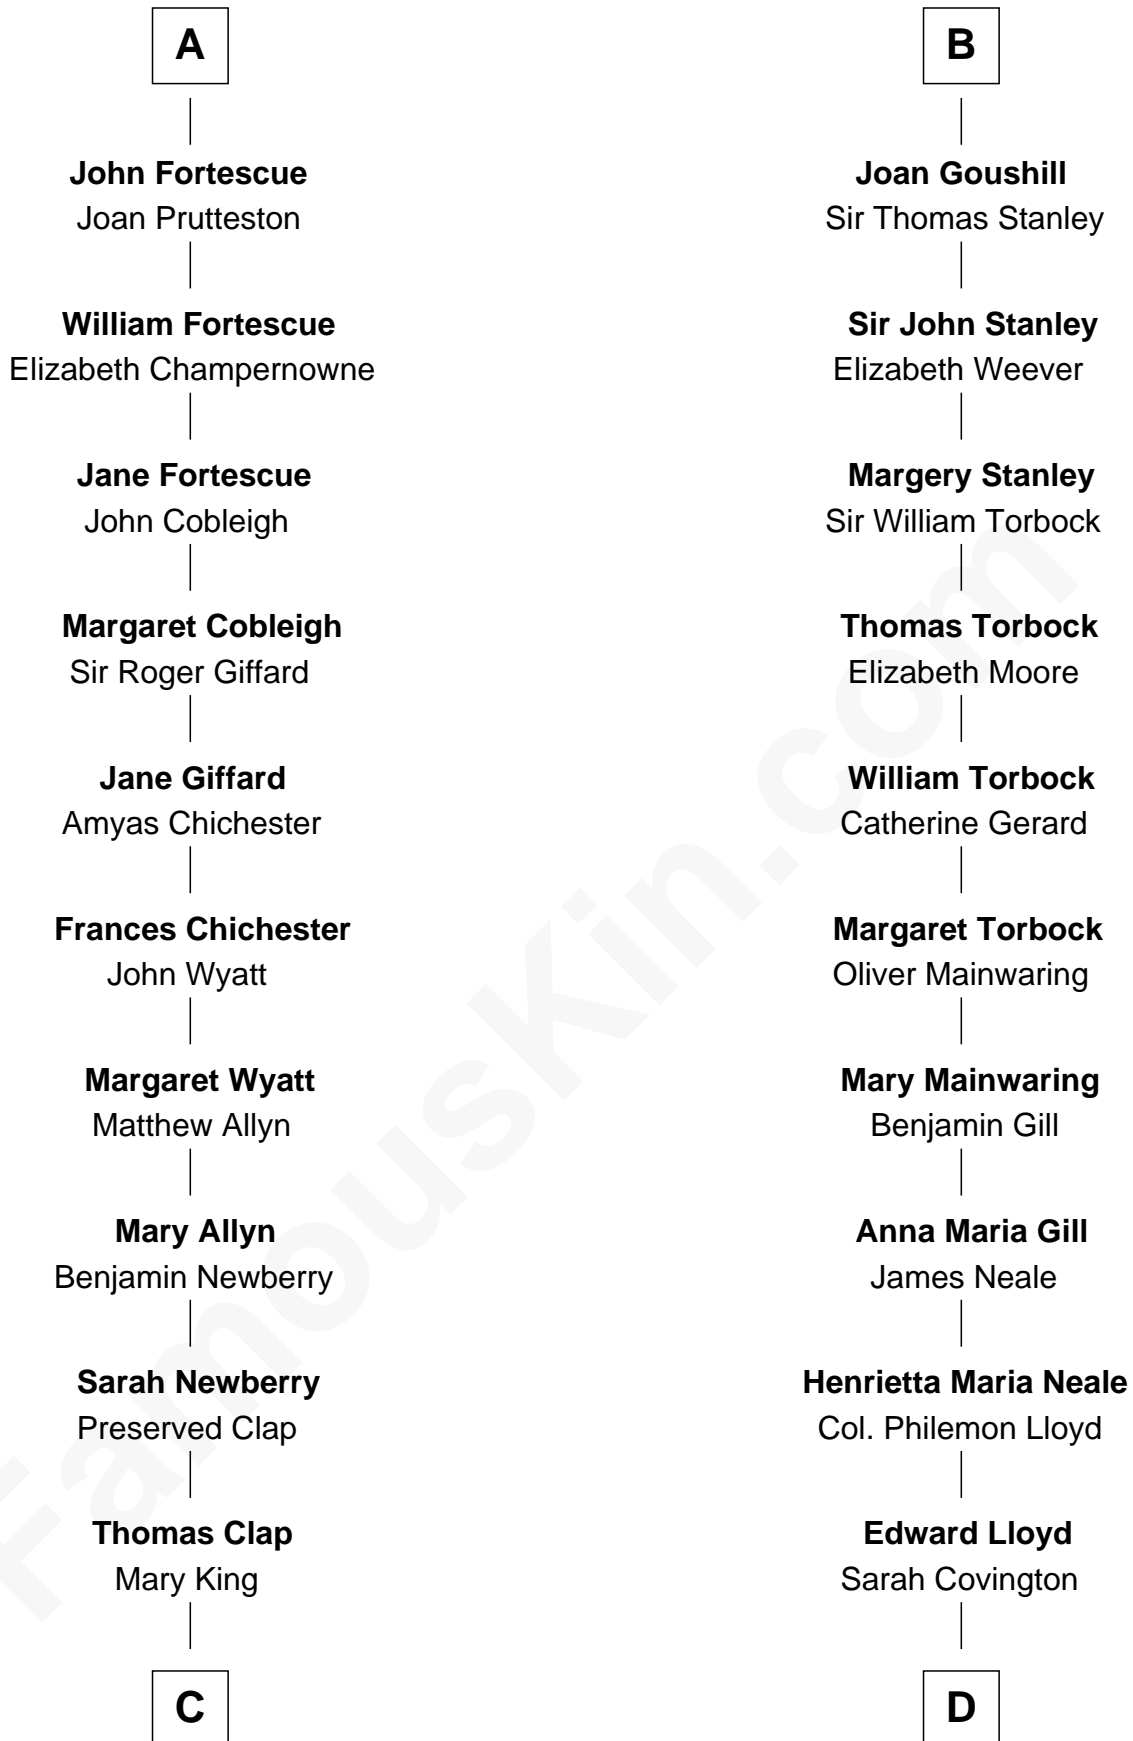 A
John Fortescue
Joan Prutteston
William Fortescue
Elizabeth Champernowne
Jane Fortescue
John Cobleigh
Margaret Cobleigh
Sir Roger Giffard
Jane Giffard
Amyas Chichester
Frances Chichester
John Wyatt
Margaret Wyatt
Matthew Allyn
Mary Allyn
Benjamin Newberry
Sarah Newberry
Preserved Clap
Thomas Clap
Mary King
C
B
Joan Goushill
Sir Thomas Stanley
Sir John Stanley
Elizabeth Weever
Margery Stanley
Sir William Torbock
Thomas Torbock
Elizabeth Moore
William Torbock
Catherine Gerard
Margaret Torbock
Oliver Mainwaring
Mary Mainwaring
Benjamin Gill
Anna Maria Gill
James Neale
Henrietta Maria Neale
Col. Philemon Lloyd
Edward Lloyd
Sarah Covington
D
FamousKin.com